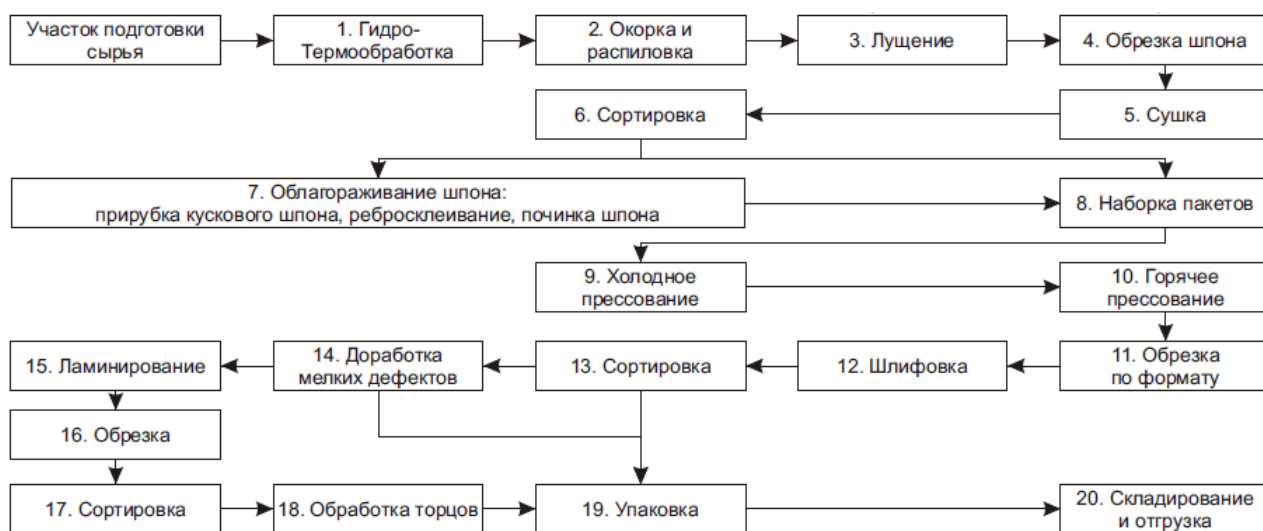 Участок подготовки
сырья
1. Гидро-
Термообработка
2. Окорка и
распиловка
3. Лущение
4. Обрезка шпона
5. Сушка
6. Сортировка
7. Облагораживание шпона:
прирубка кускового шпона, ребросклеивание, починка шпона
8. Наборка пакетов
9. Холодное
прессование
10. Горячее
прессование
11. Обрезка
по формату
12. Шлифовка
13. Сортировка
14. Доработка
мелких дефектов
15. Ламинирование
16. Обрезка
17. Сортировка
18. Обработка торцов
19. Упаковка
20. Складирование
и отгрузка